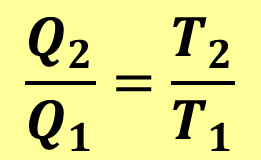 Q₂/Q₁ = T₂/T₁